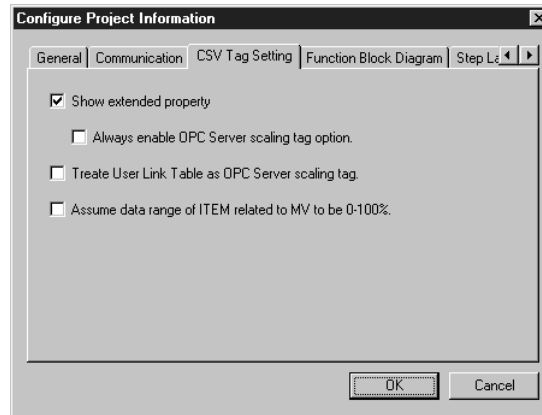 Configure Project Information
General Communication CSV Tag Setting Function Block Diagram Step La
Show extended property
Always enable OPC Server scaling tag option.
Treate User Link Table as OPC Server scaling tag.
Assume data range of ITEM related to MV to be 0-100%.
OK Cancel